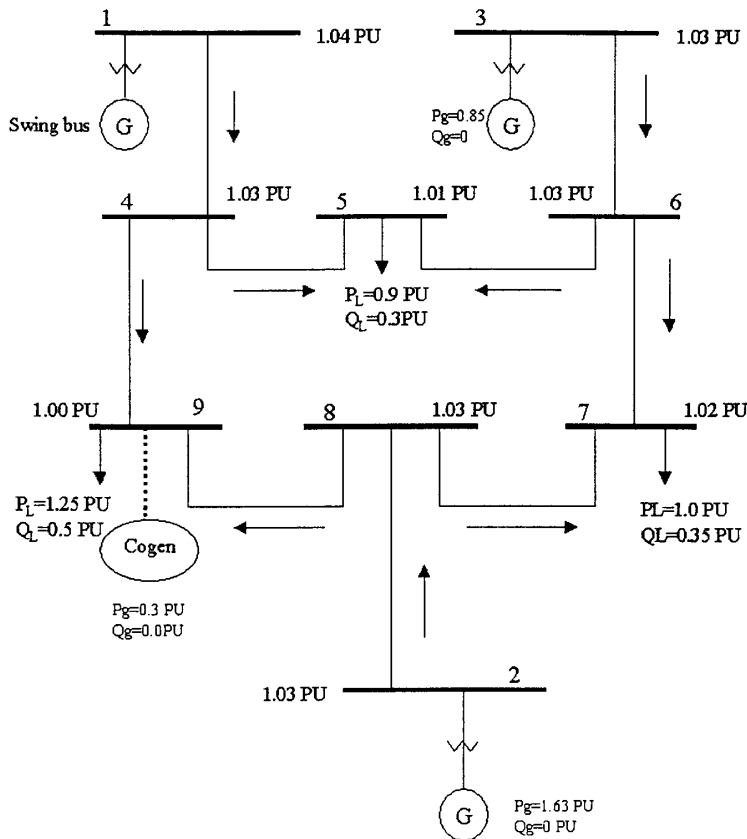 1
1.04 PU
3
1.03 PU
Swing bus
G
Pg=0.85
Qg=0
G
4
1.03 PU
5
1.01 PU
1.03 PU
6
PL=0.9 PU
QL=0.3PU
1.00 PU
9
8
1.03 PU
7
1.02 PU
PL=1.25 PU
QL=0.5 PU
Cogen
PL=1.0 PU
QL=0.35 PU
Pg=0.3 PU
Qg=0.0PU
1.03 PU
2
G
Pg=1.63 PU
Qg=0 PU